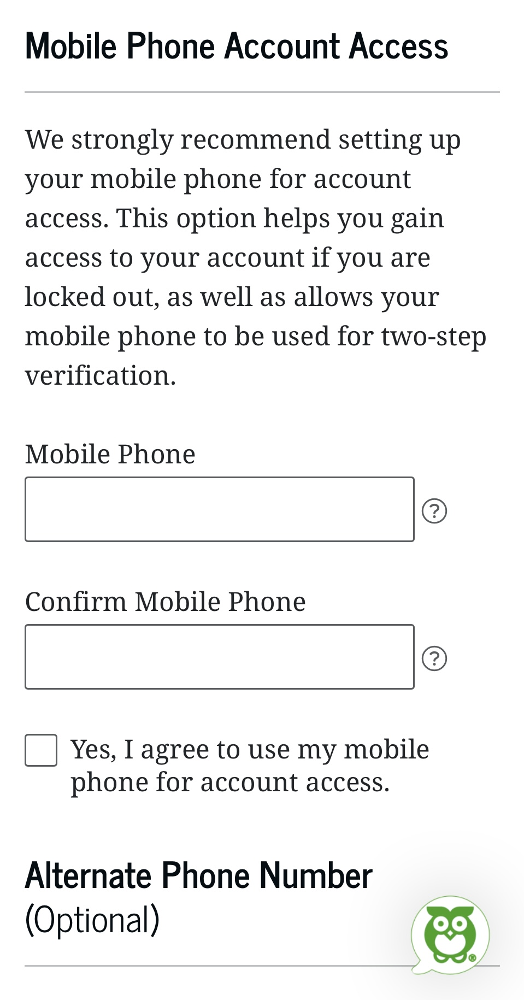 Mobile Phone Account Access
We strongly recommend setting up
your mobile phone for account
access. This option helps you gain
access to your account if you are
locked out, as well as allows your
mobile phone to be used for two-step
verification.
Mobile Phone
?
Confirm Mobile Phone
?
Yes, I agree to use my mobile
phone for account access.
Alternate Phone Number
(Optional)
®